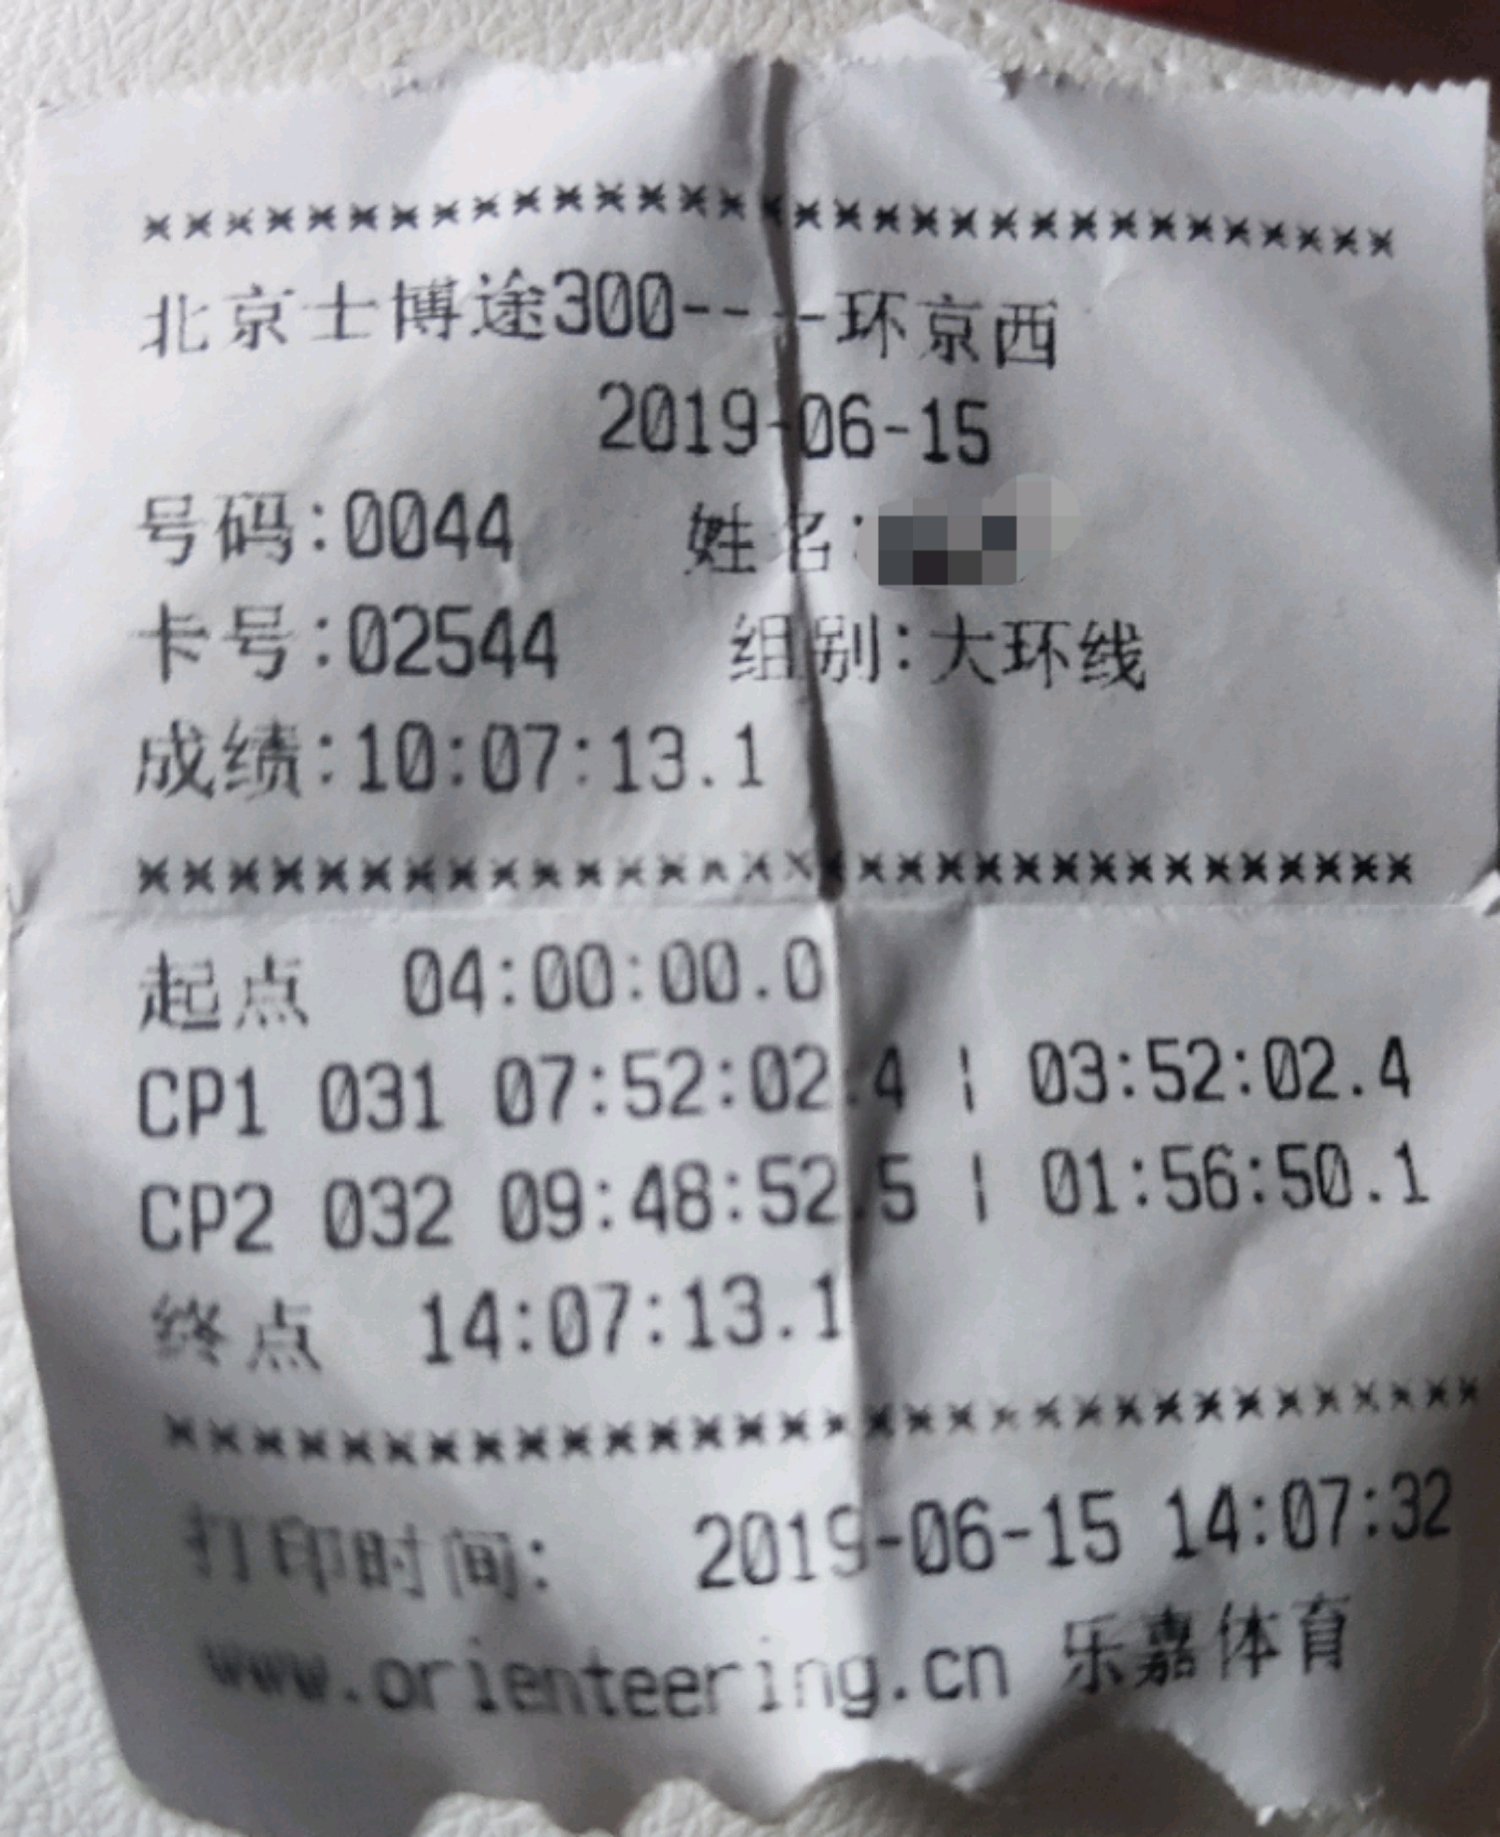 *******************************
北京士博途300----环京西
2019-06-15
号码:0044 姓名:
卡号:02544 组别:大环线
成绩:10:07:13.1
*******************************
起点 04:00:00.0
CP1 031 07:52:02.4 | 03:52:02.4
CP2 032 09:48:52.5 | 01:56:50.1
终点 14:07:13.1
*******************************
打印时间: 2019-06-15 14:07:32
www.orienteering.cn 乐嘉体育